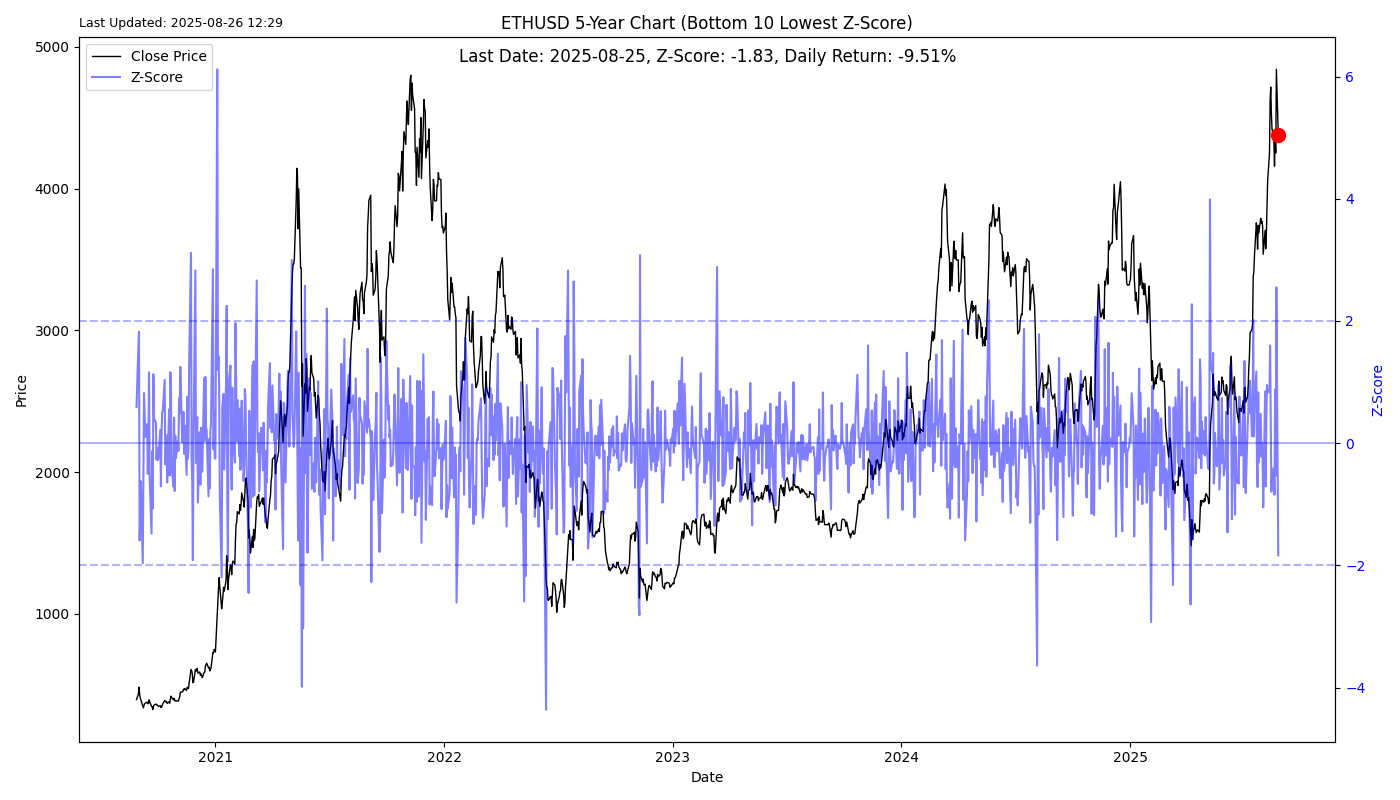 Last Updated: 2025-08-26 12:29
ETHUSD 5-Year Chart (Bottom 10 Lowest Z-Score)
Last Date: 2025-08-25, Z-Score: -1.83, Daily Return: -9.51%
Close Price
Z-Score
5000
4000
3000
2000
1000
Price
6
4
2
0
−2
−4
Z-Score
2021
2022
2023
2024
2025
Date